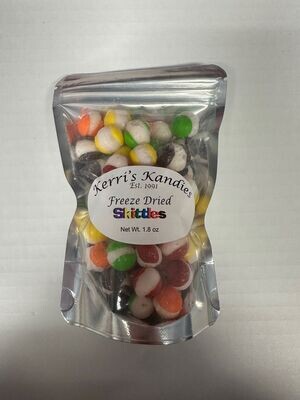 Kerri's Kandies
Est. 1991
Freeze Dried
Skittles
Net Wt. 1.8 oz